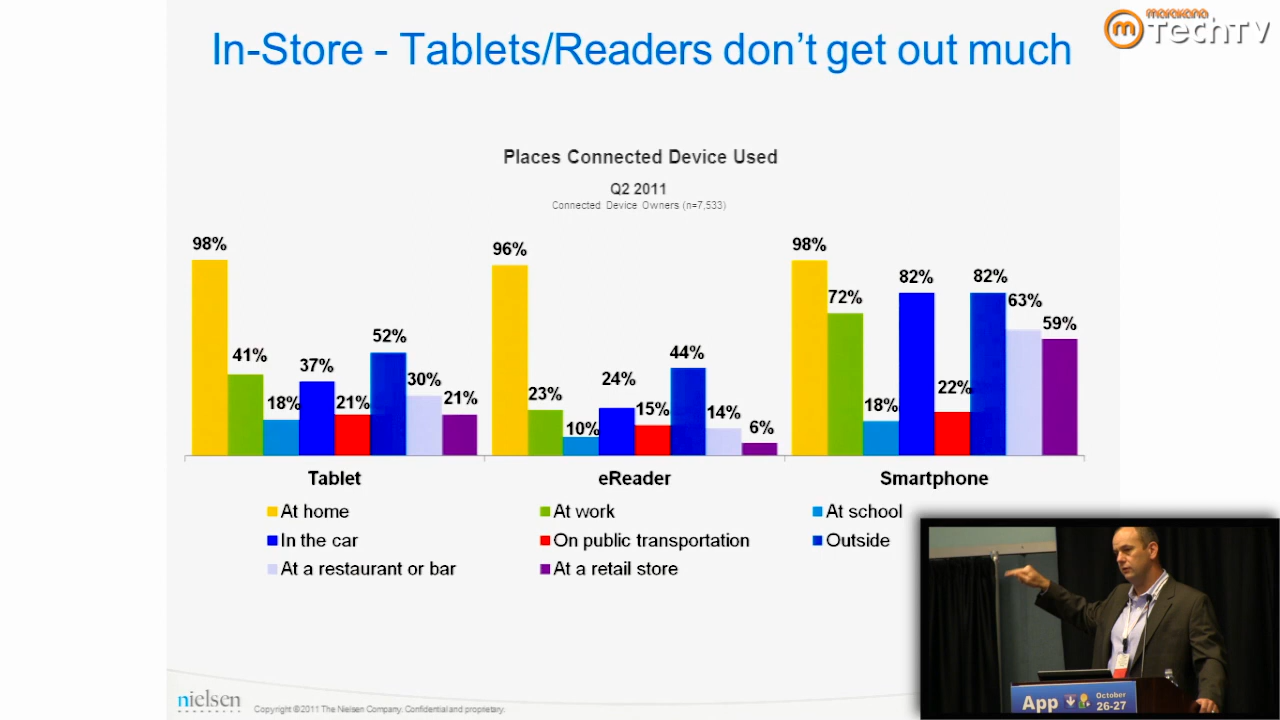 In-Store - Tablets/Readers don't get out much
marakana
m TechTV
Places Connected Device Used
Q2 2011
Connected Device Owners (n=7,533)
98%
41%
18%
37%
21%
52%
30%
21%
96%
23%
10%
24%
15%
44%
14%
6%
98%
72%
18%
82%
22%
82%
63%
59%
Tablet eReader Smartphone
At home At work At school
In the car On public transportation Outside
At a restaurant or bar At a retail store
nielsen
Copyright ©2011 The Nielsen Company. Confidential and proprietary.
App
October
26-27